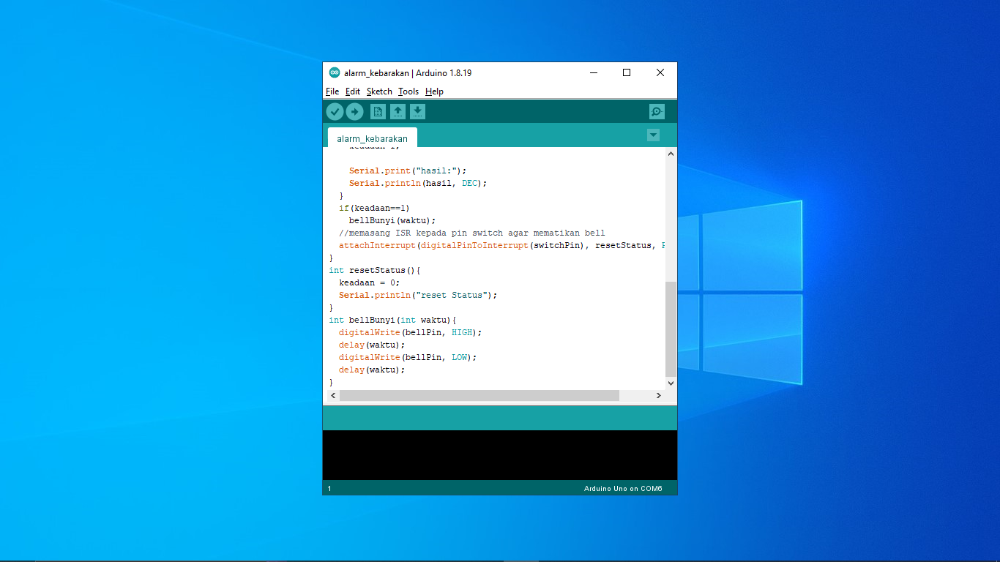 alarm_kebarakan | Arduino 1.8.19
File Edit Sketch Tools Help
alarm_kebarakan
Serial.print("hasil:");
Serial.println(hasil, DEC);
}
if(keadaan==1)
bellBunyi(waktu);
//memasang ISR kepada pin switch agar mematikan bell
attachInterrupt(digitalPinToInterrupt(switchPin), resetStatus,
}
int resetStatus(){
keadaan = 0;
Serial.println("reset Status");
}
int bellBunyi(int waktu){
digitalWrite(bellPin, HIGH);
delay(waktu);
digitalWrite(bellPin, LOW);
delay(waktu);
}
1 Arduino Uno on COM6